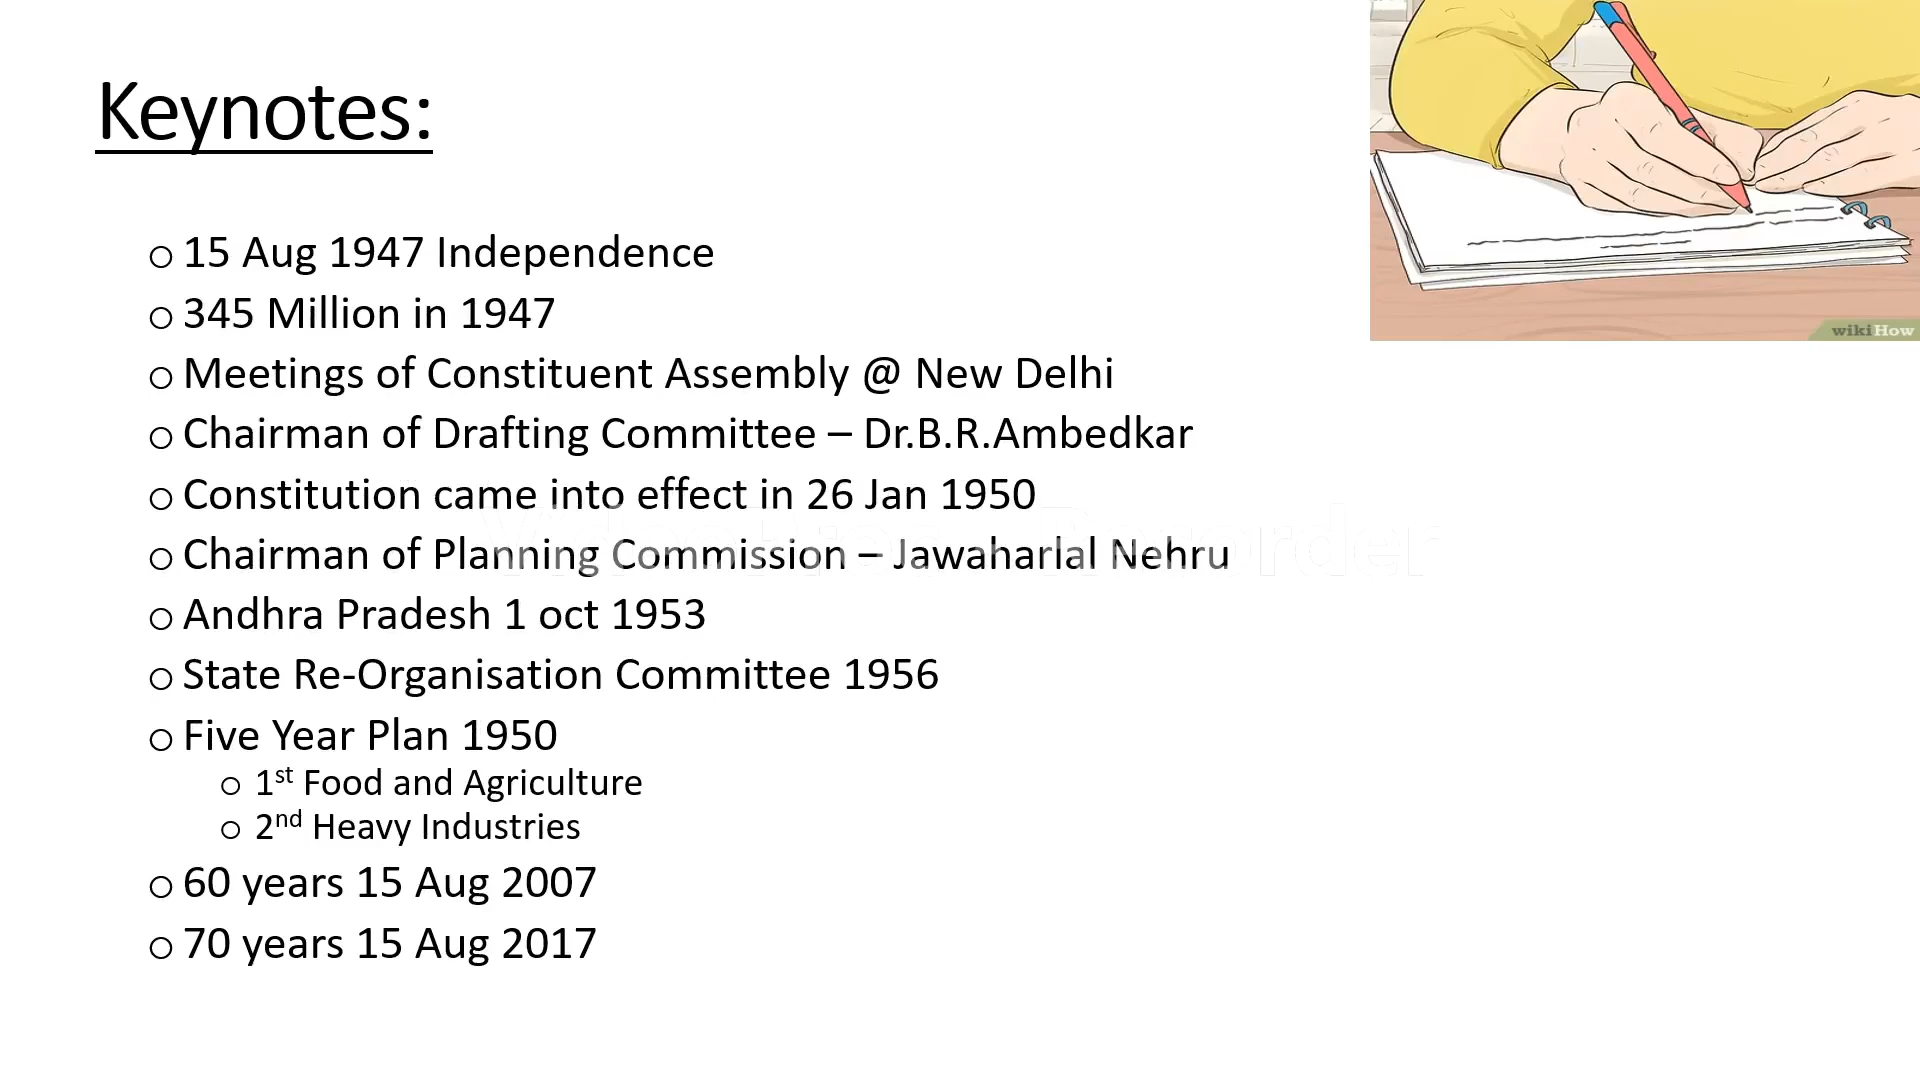 Keynotes:
wikiHow
o 15 Aug 1947 Independence
o 345 Million in 1947
o Meetings of Constituent Assembly @ New Delhi
o Chairman of Drafting Committee – Dr.B.R.Ambedkar
o Constitution came into effect in 26 Jan 1950
o Chairman of Planning Commission – Jawaharlal Nehru
o Andhra Pradesh 1 oct 1953
o State Re-Organisation Committee 1956
o Five Year Plan 1950
o 1st Food and Agriculture
o 2nd Heavy Industries
o 60 years 15 Aug 2007
o 70 years 15 Aug 2017